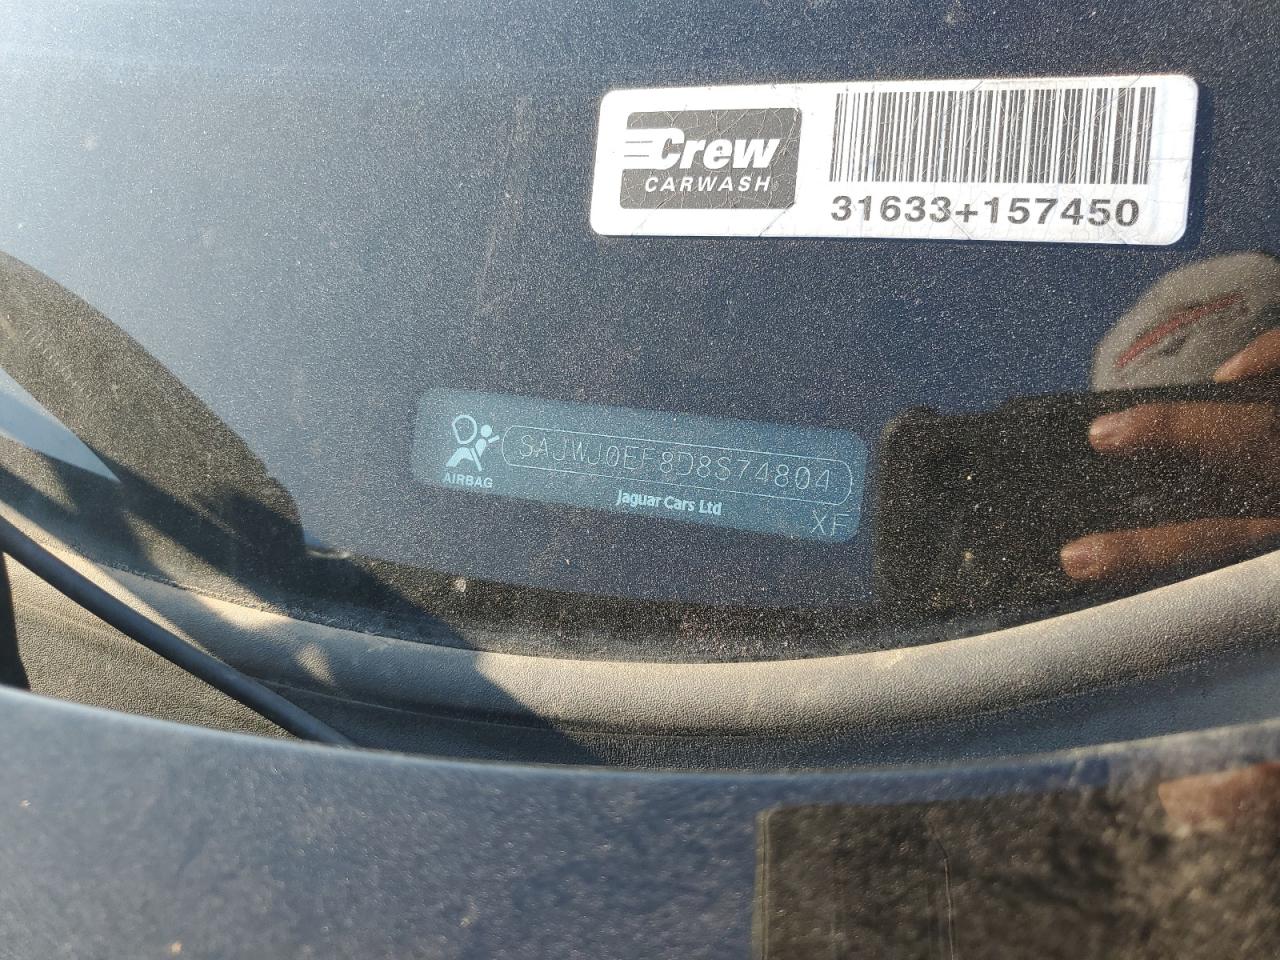 Crew
CARWASH
31633+157450
SAJWJ0EF8D8S74804
AIRBAG
Jaguar Cars Ltd
XF